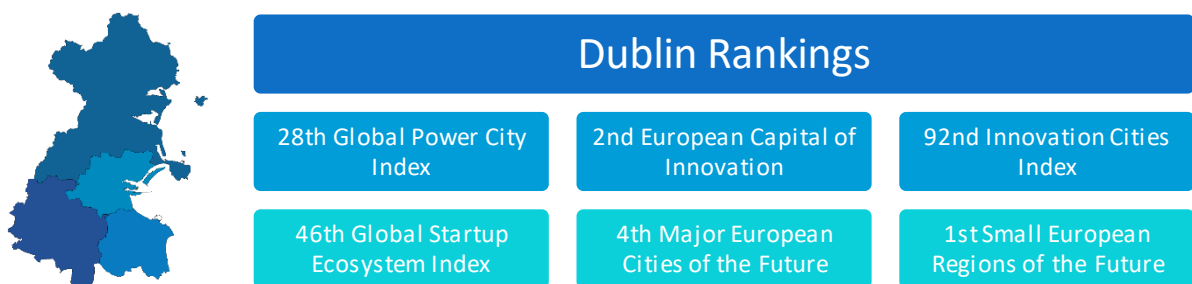 Dublin Rankings
28th Global Power City
Index
2nd European Capital of
Innovation
92nd Innovation Cities
Index
46th Global Startup
Ecosystem Index
4th Major European
Cities of the Future
1st Small European
Regions of the Future